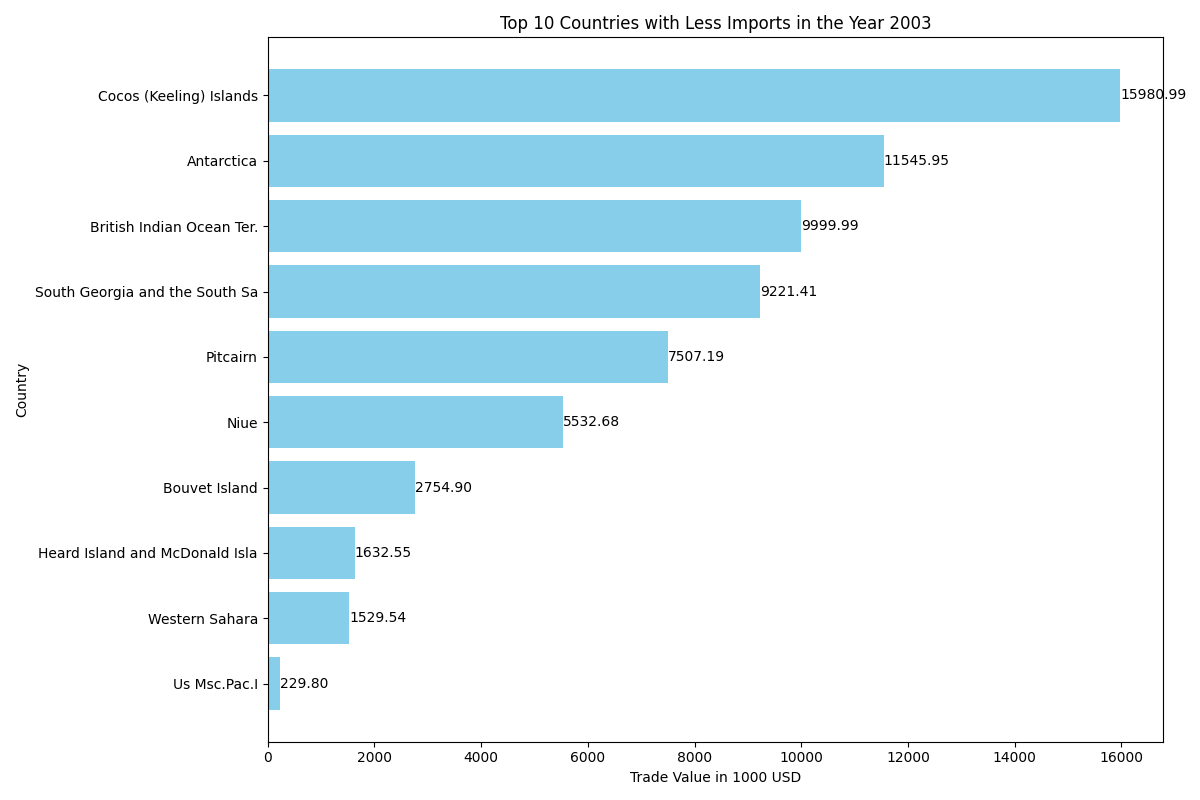 Top 10 Countries with Less Imports in the Year 2003
Cocos (Keeling) Islands 15980.99
Antarctica 11545.95
British Indian Ocean Ter. 9999.99
South Georgia and the South Sa 9221.41
Pitcairn 7507.19
Niue 5532.68
Bouvet Island 2754.90
Heard Island and McDonald Isla 1632.55
Western Sahara 1529.54
Us Msc.Pac.I 229.80
Country
0 2000 4000 6000 8000 10000 12000 14000 16000
Trade Value in 1000 USD